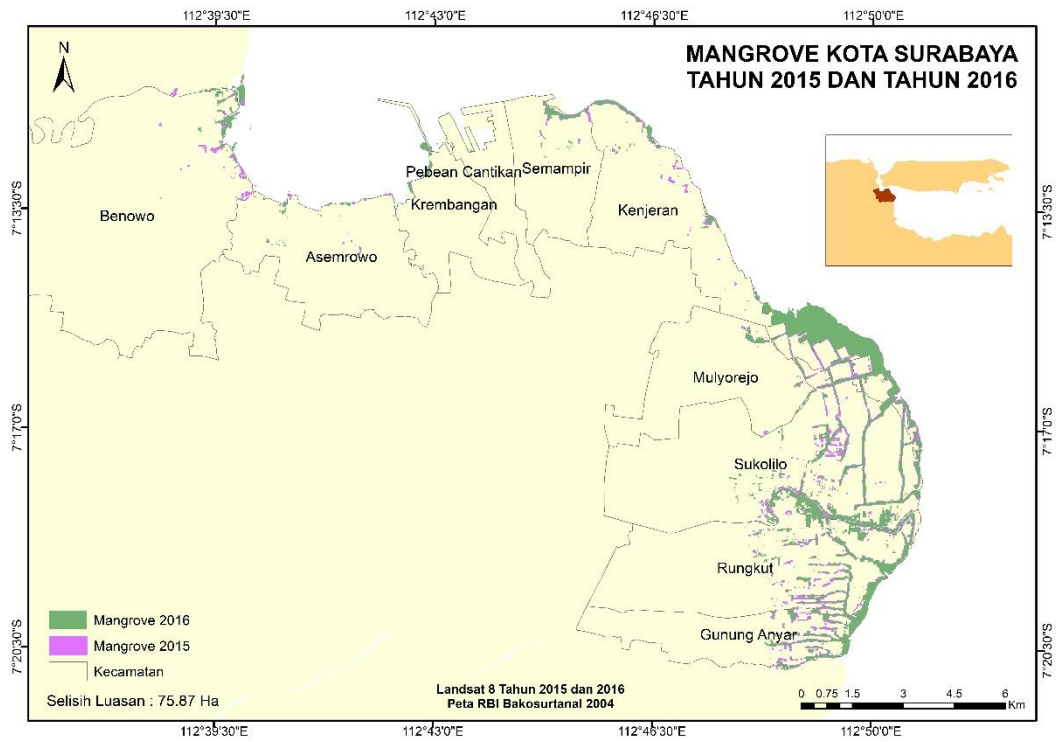 112°39'30"E 112°43'0"E 112°46'30"E 112°50'0"E
N
MANGROVE KOTA SURABAYA
TAHUN 2015 DAN TAHUN 2016
7°13'30"S
7°13'30"S
Pebean Cantikan
Semampir
Krembangan
Kenjeran
Benowo
Asemrowo
Mulyorejo
7°17'0"S
7°17'0"S
Sukolilo
Rungkut
Gunung Anyar
7°20'30"S
7°20'30"S
Mangrove 2016
Mangrove 2015
Kecamatan
Selisih Luasan : 75.87 Ha
Landsat 8 Tahun 2015 dan 2016
Peta RBI Bakosurtanal 2004
0 0.75 1.5 3 4.5 6
Km
112°39'30"E 112°43'0"E 112°46'30"E 112°50'0"E